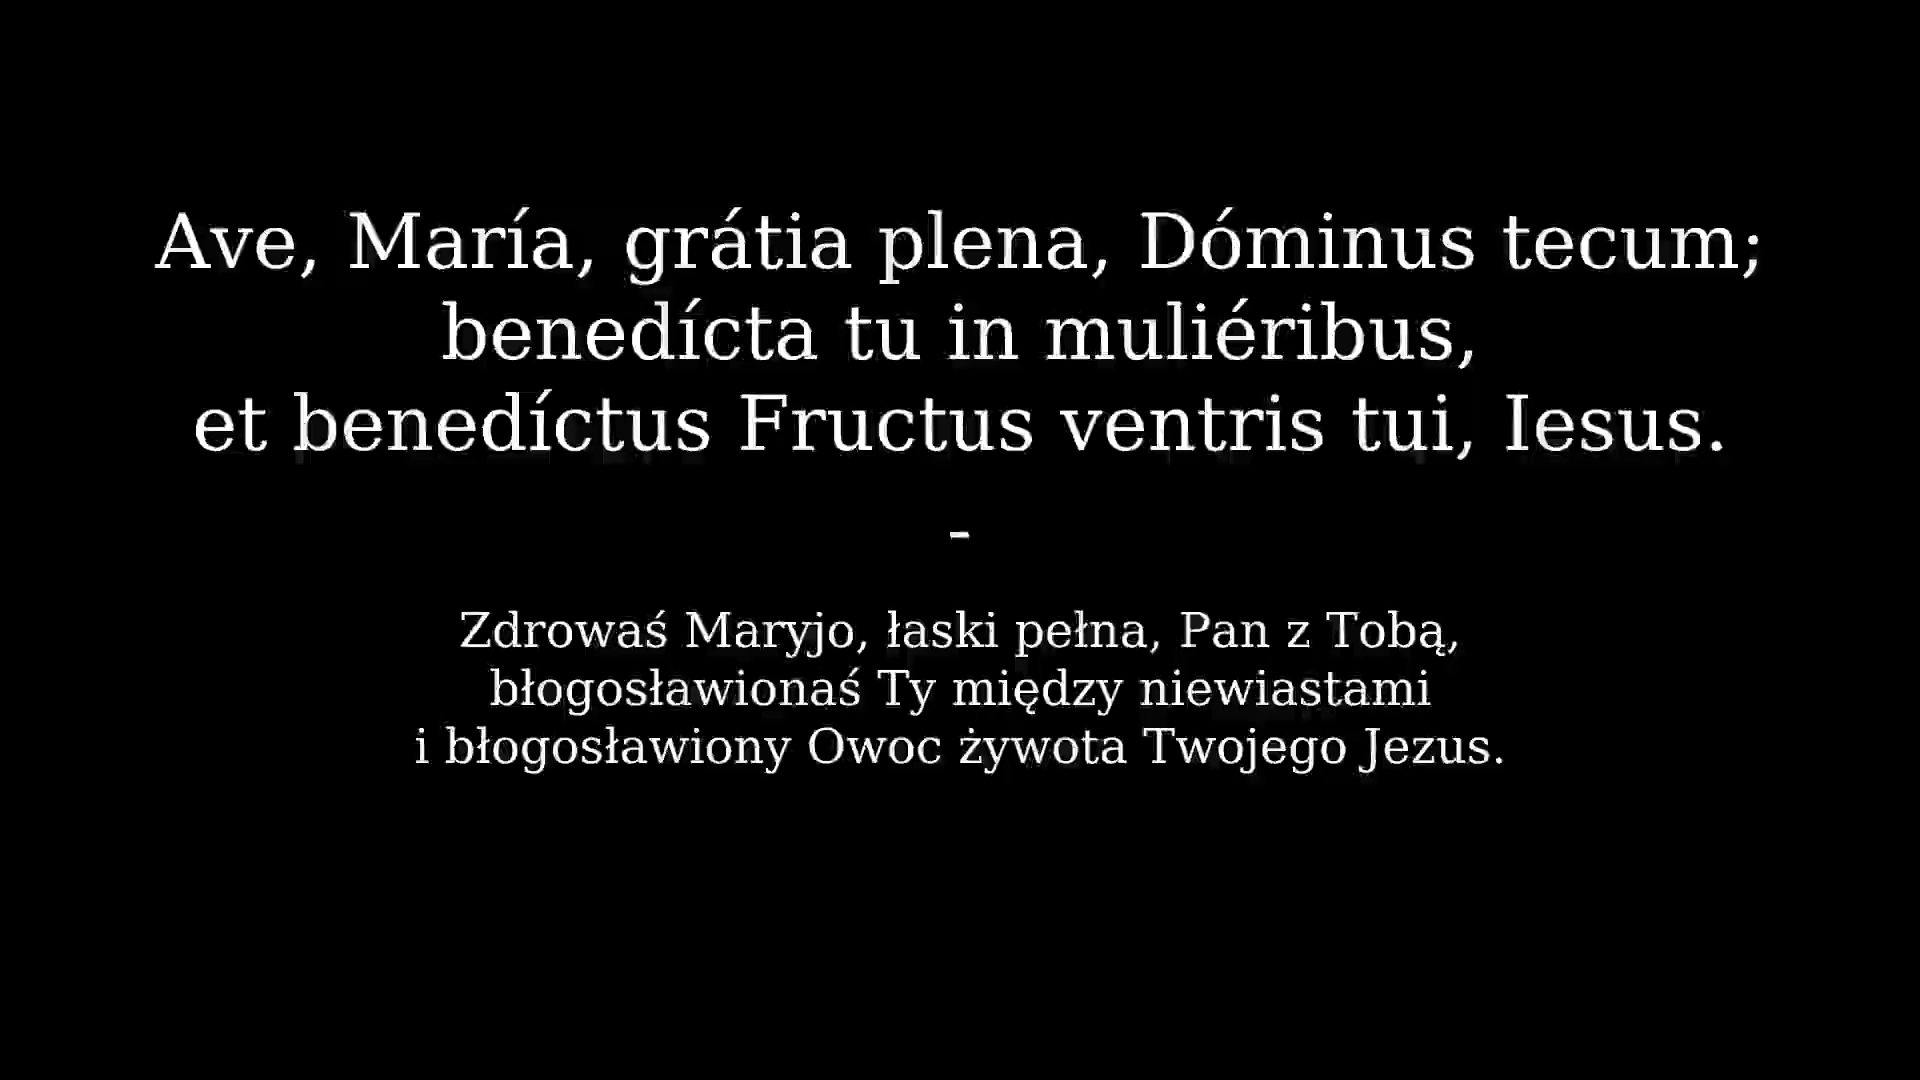 Ave, María, grátia plena, Dóminus tecum;
benedícta tu in muliéribus,
et benedíctus Fructus ventris tui, Iesus.
-
Zdrowaś Maryjo, łaski pełna, Pan z Tobą,
błogosławionaś Ty między niewiastami
i błogosławiony Owoc żywota Twojego Jezus.